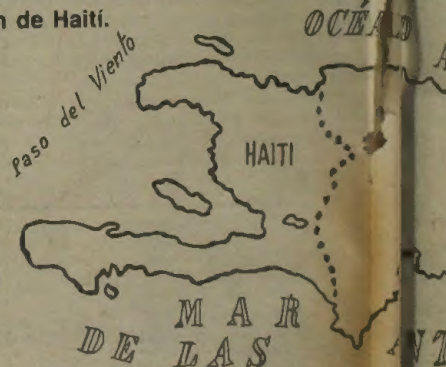 n de Haití.
OCÉA
Paso del Viento
HAITI
MAR
DE LAS